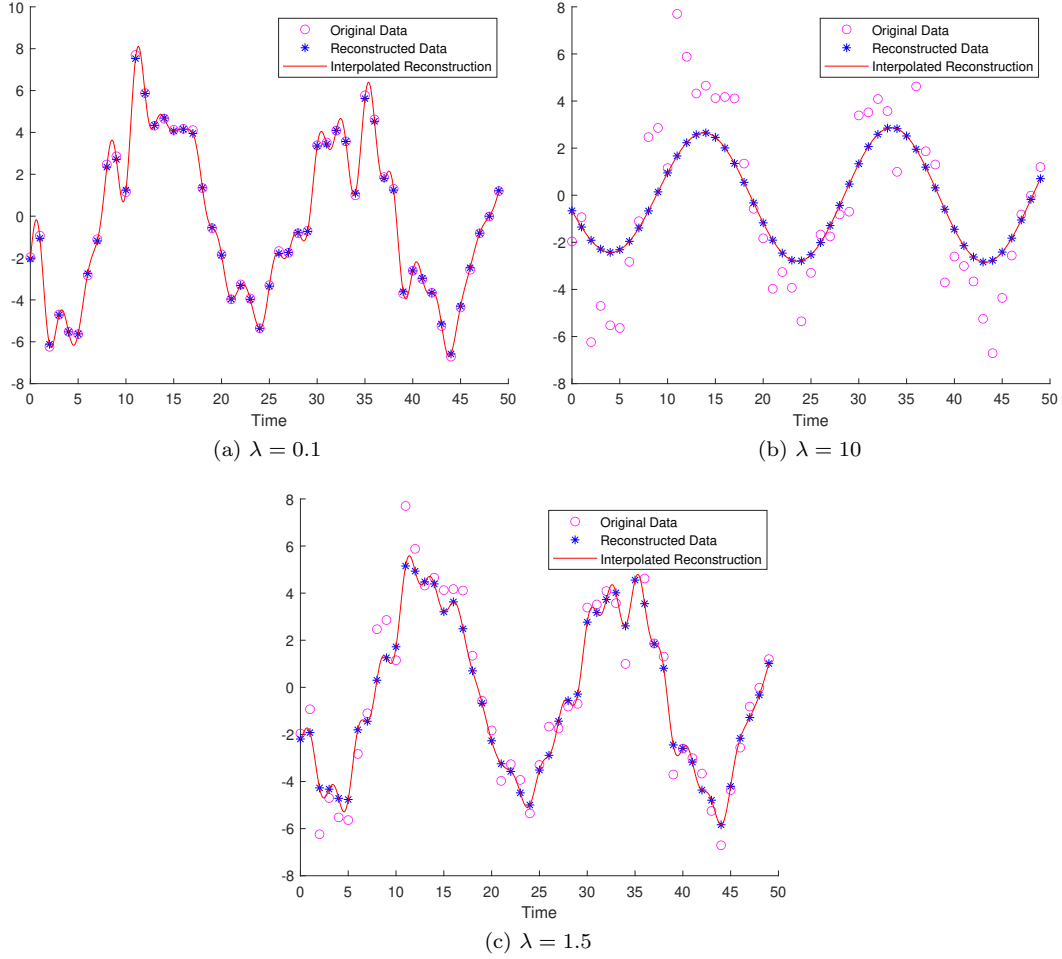 10
8
6
4
2
0
-2
-4
-6
-8
0 5 10 15 20 25 30 35 40 45 50
Time
Original Data
Reconstructed Data
Interpolated Reconstruction
(a) λ = 0.1
8
6
4
2
0
-2
-4
-6
-8
0 5 10 15 20 25 30 35 40 45 50
Time
Original Data
Reconstructed Data
Interpolated Reconstruction
(b) λ = 10
8
6
4
2
0
-2
-4
-6
-8
0 5 10 15 20 25 30 35 40 45 50
Time
Original Data
Reconstructed Data
Interpolated Reconstruction
(c) λ = 1.5